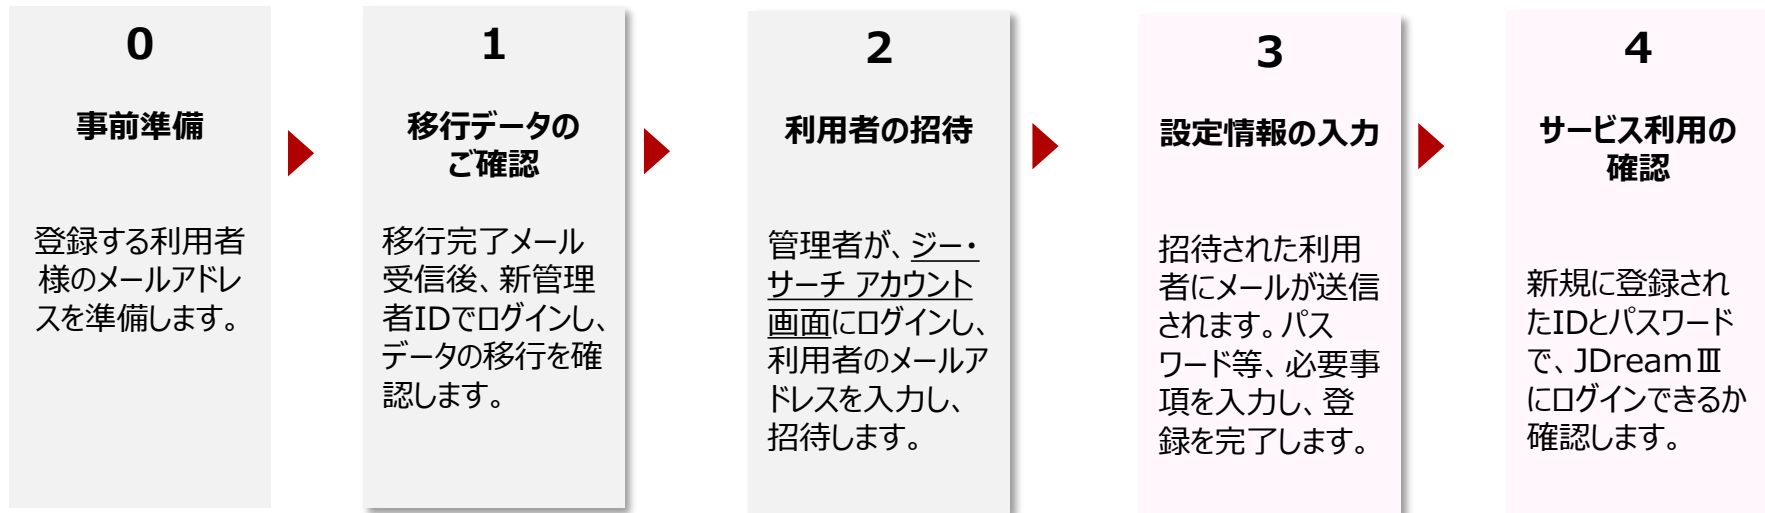 0
事前準備
登録する利用者
様のメールアドレ
スを準備します。
1
移行データの
ご確認
移行完了メール
受信後、新管理
者IDでログインし、
データの移行を確
認します。
2
利用者の招待
管理者が、ジー・
サーチ アカウント
画面にログインし、
利用者のメールア
ドレスを入力し、
招待します。
3
設定情報の入力
招待された利用
者にメールが送信
されます。パス
ワード等、必要事
項を入力し、登
録を完了します。
4
サービス利用の
確認
新規に登録され
たIDとパスワード
で、JDreamⅢ
にログインできるか
確認します。